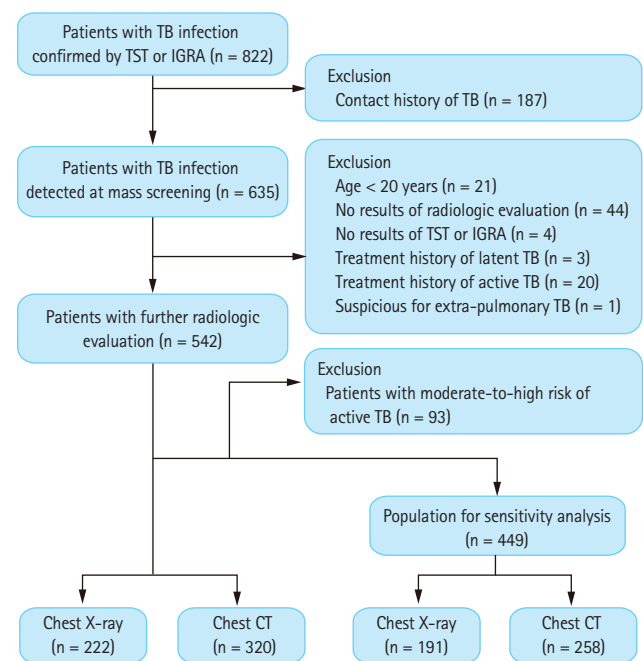 Patients with TB infection
confirmed by TST or IGRA (n = 822)
Exclusion
Contact history of TB (n = 187)
Patients with TB infection
detected at mass screening (n = 635)
Exclusion
Age < 20 years (n = 21)
No results of radiologic evaluation (n = 44)
No results of TST or IGRA (n = 4)
Treatment history of latent TB (n = 3)
Treatment history of active TB (n = 20)
Suspicious for extra-pulmonary TB (n = 1)
Patients with further radiologic
evaluation (n = 542)
Exclusion
Patients with moderate-to-high risk of
active TB (n = 93)
Population for sensitivity analysis
(n = 449)
Chest X-ray
(n = 222)
Chest CT
(n = 320)
Chest X-ray
(n = 191)
Chest CT
(n = 258)